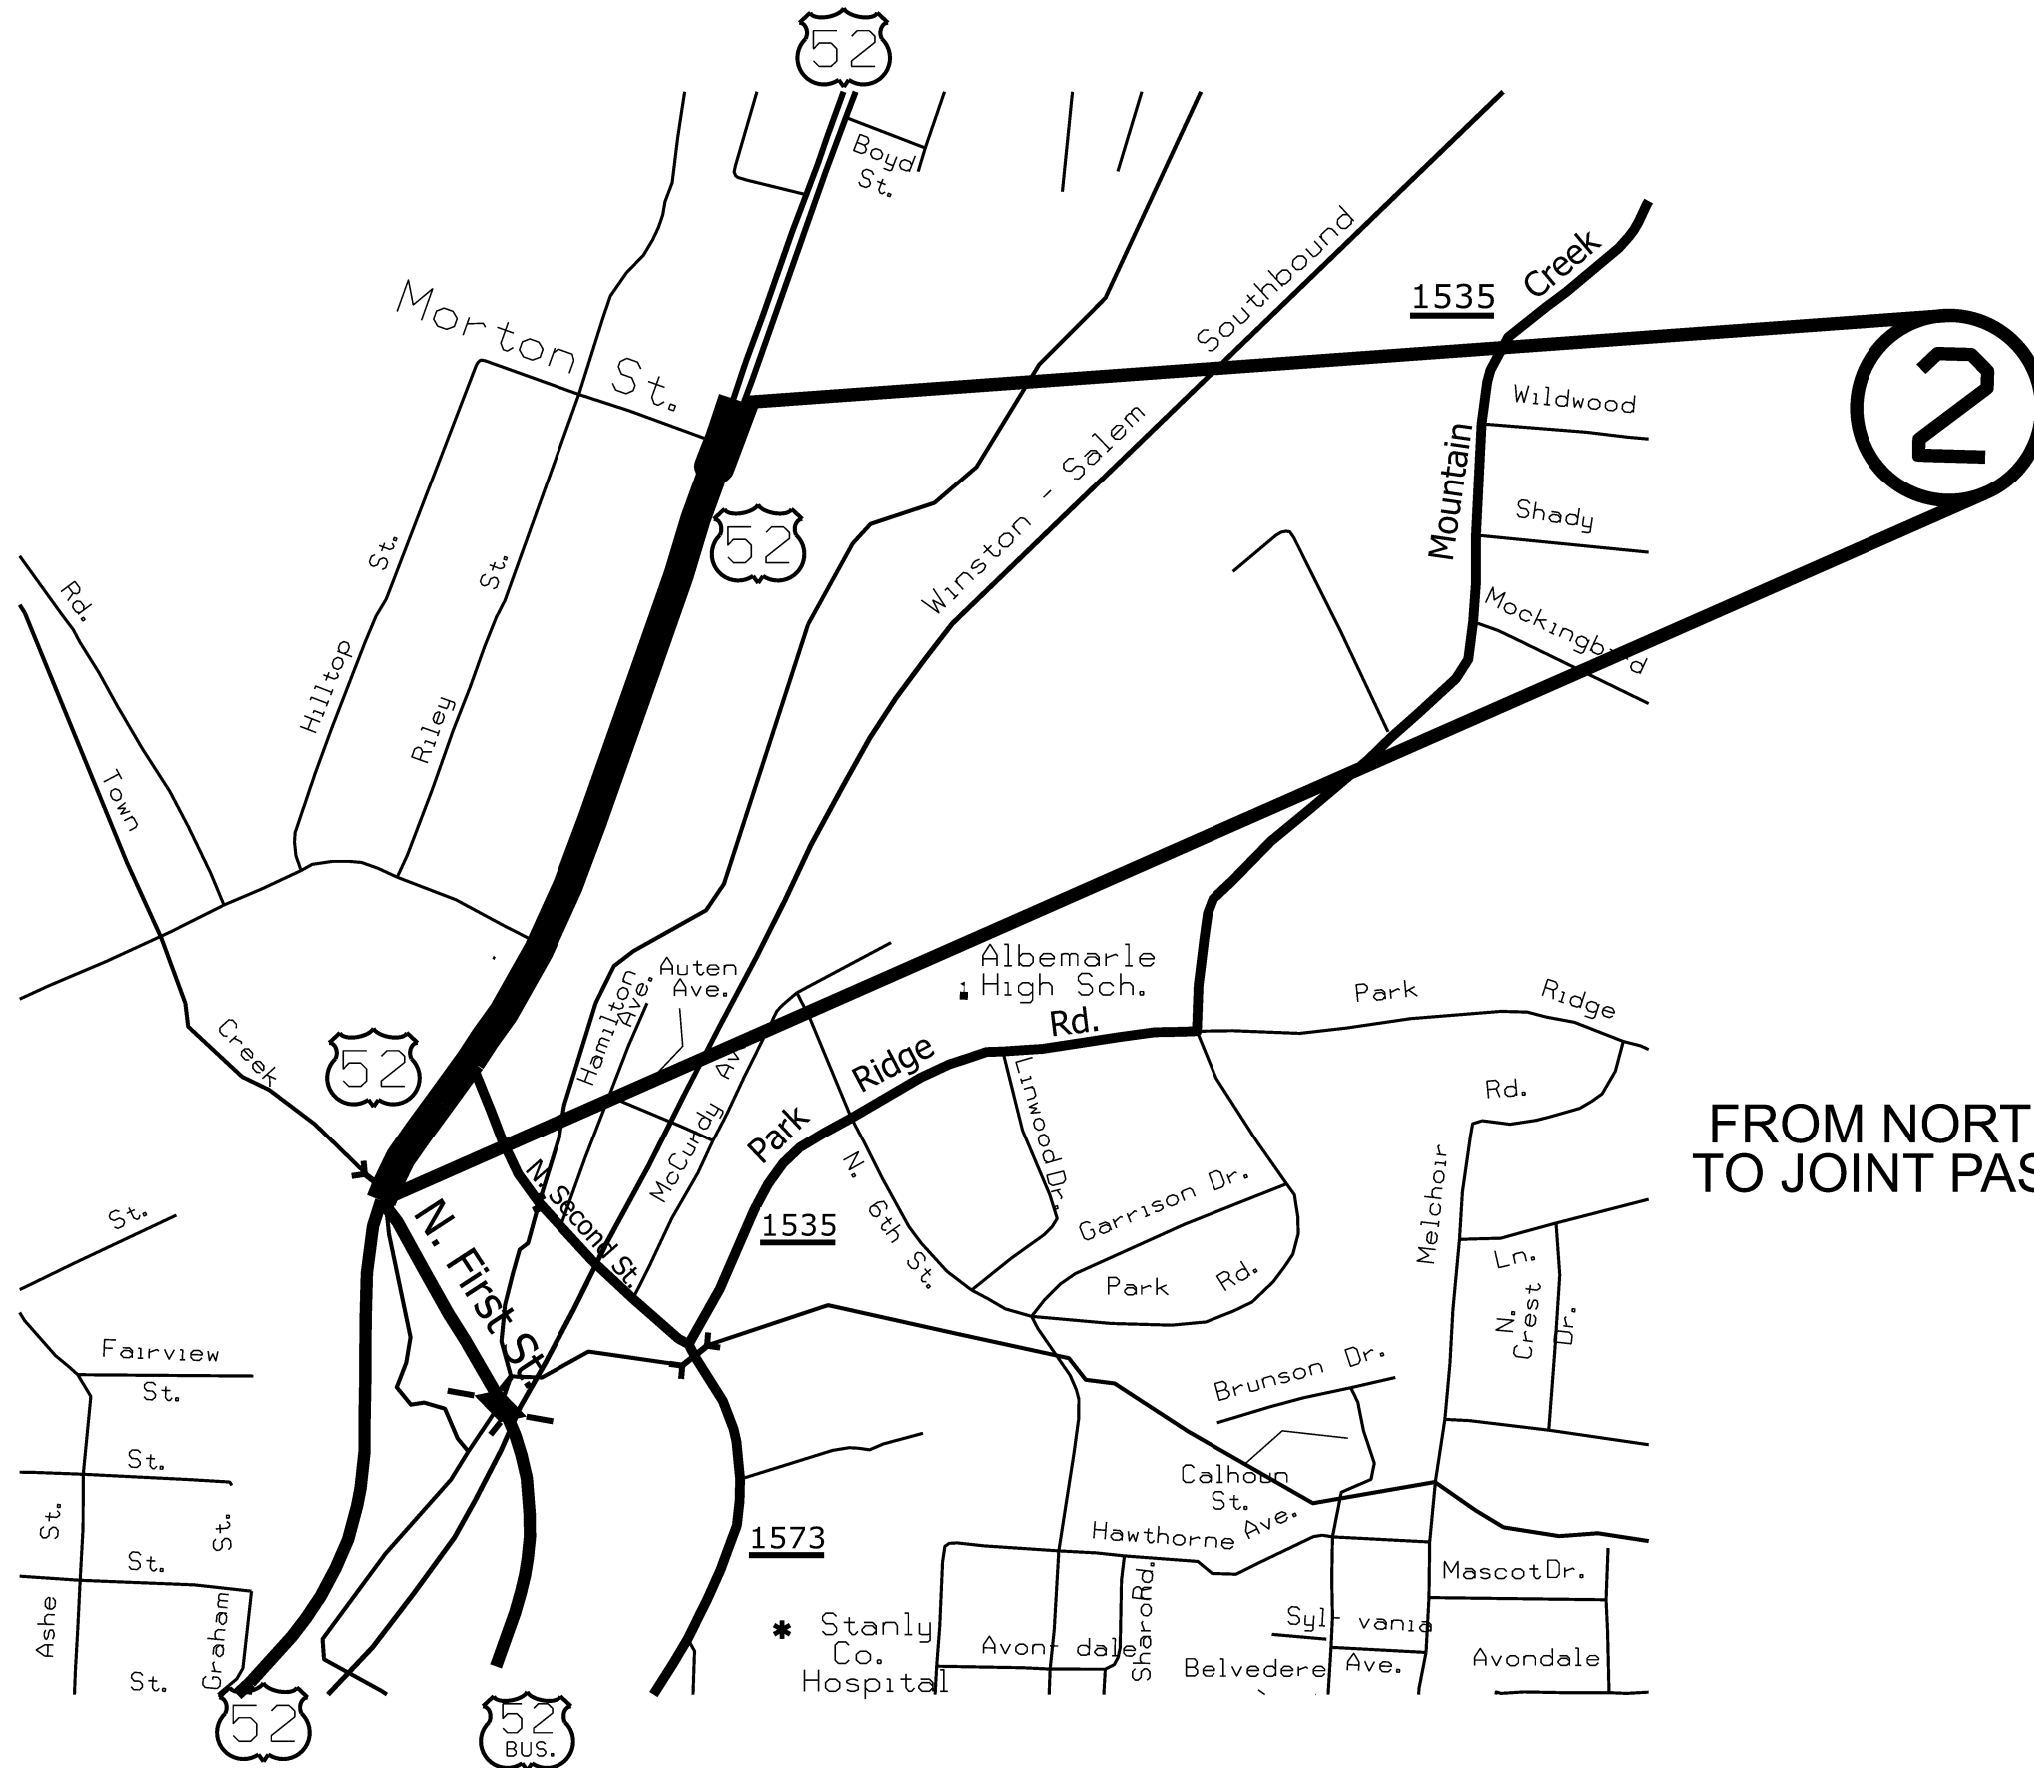 52
Boyd
St.
Morton St.
Southbound
Winston - Salem
1535
Creek
Mountain
2
Wildwood
Shady
52
Rd.
St.
St.
Hilltop
Riley
Town
Creek
52
Hamilton
Ave.
Auten
Ave.
McCurdy Av
Albemarle
High Sch.
Park Ridge Rd.
Park Ridge
Rd.
Linwood Dr.
N. Second St.
N. First St.
1535
N. 6th St.
Garrison Dr.
Park Rd.
Melchoir
Ln.
N.
Crest
Dr.
FROM NORT
TO JOINT PAS
St.
Fairview
St.
St.
St.
St.
St.
St.
Ashe
Graham
Brunson Dr.
Calhoun
St.
Hawthorne Ave.
1573
Mascot Dr.
Sharon Rd.
Stanly
Co.
Hospital
Avon- dale
Syl- vania
Belvedere Ave.
Avondale
52
52
BUS.